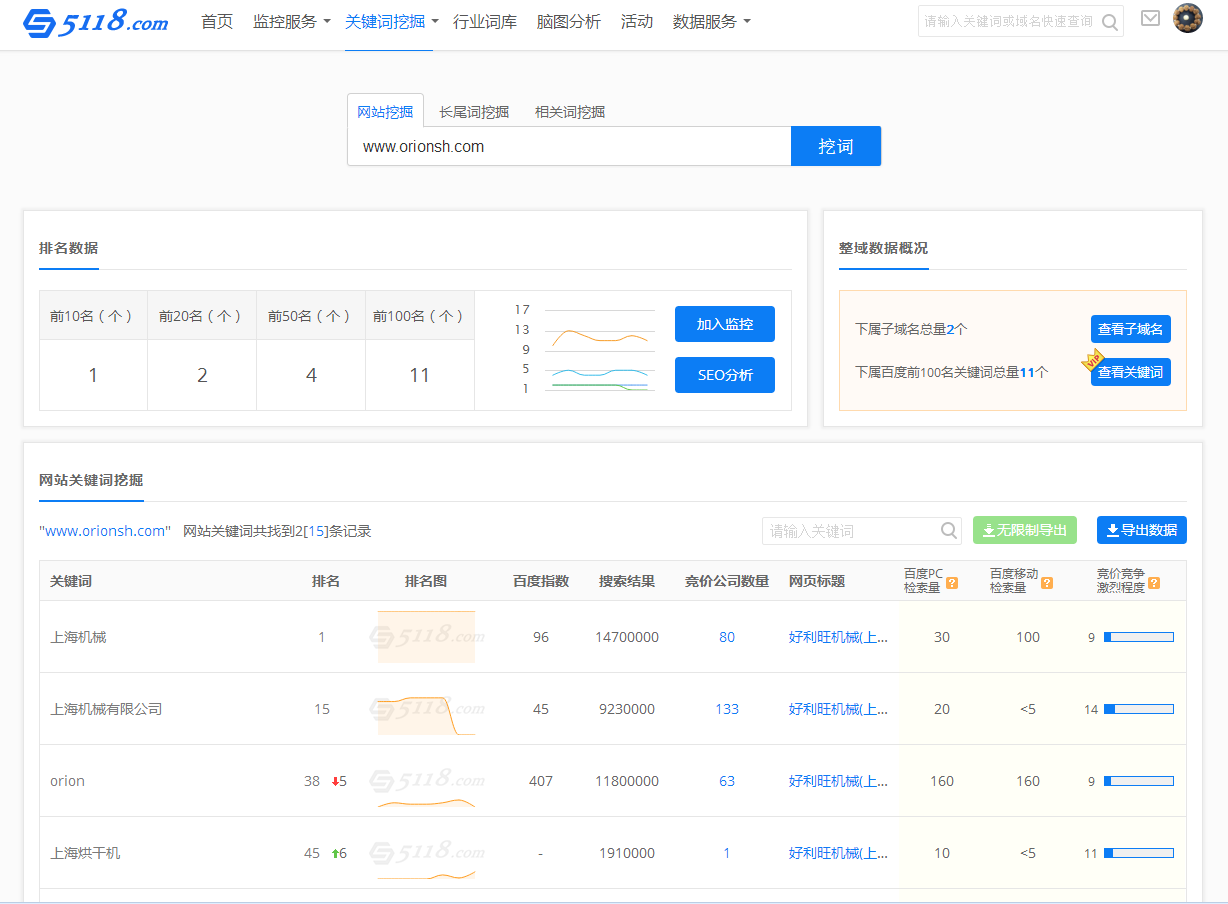 5118.com 首页 监控服务 关键词挖掘 行业词库 脑图分析 活动 数据服务 请输入关键词或域名快速查询
网站挖掘 长尾词挖掘 相关词挖掘
www.orionsh.com 挖词
排名数据
前10名（个） 前20名（个） 前50名（个） 前100名（个）
1 2 4 11
17
13
9
5
1
加入监控
SEO分析
整域数据概况
下属子域名总量2个 查看子域名
VIP
下属百度前100名关键词总量11个 查看关键词
网站关键词挖掘
"www.orionsh.com" 网站关键词共找到2[15]条记录 请输入关键词 无限制导出 导出数据
关键词 排名 排名图 百度指数 搜索结果 竞价公司数量 网页标题 百度PC检索量 ? 百度移动检索量 ? 竞价竞争激烈程度 ?
上海机械 1 5118.com 96 14700000 80 好利旺机械(上... 30 100 9
上海机械有限公司 15 5118.com 45 9230000 133 好利旺机械(上... 20 <5 14
orion 38 5 5118.com 407 11800000 63 好利旺机械(上... 160 160 9
上海烘干机 45 6 5118.com - 1910000 1 好利旺机械(上... 10 <5 11